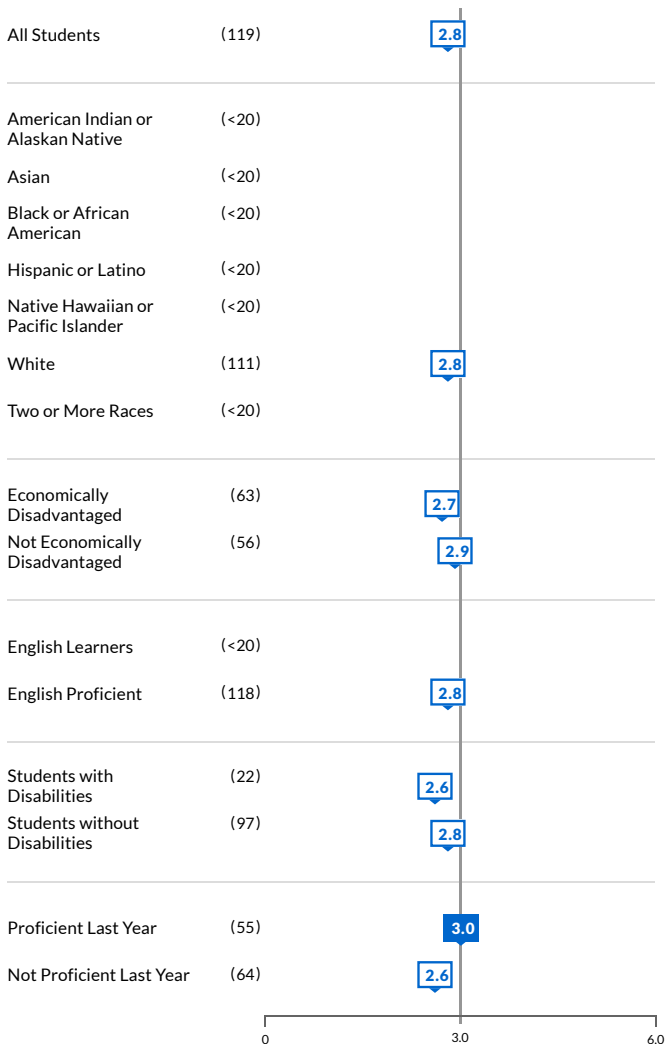 All Students (119) 2.8
American Indian or (<20)
Alaskan Native
Asian (<20)
Black or African (<20)
American
Hispanic or Latino (<20)
Native Hawaiian or (<20)
Pacific Islander
White (111) 2.8
Two or More Races (<20)
Economically (63) 2.7
Disadvantaged
Not Economically (56) 2.9
Disadvantaged
English Learners (<20)
English Proficient (118) 2.8
Students with (22) 2.6
Disabilities
Students without (97) 2.8
Disabilities
Proficient Last Year (55) 3.0
Not Proficient Last Year (64) 2.6
0 3.0 6.0